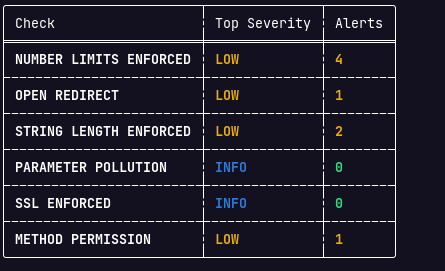 Check Top Severity Alerts
NUMBER LIMITS ENFORCED LOW 4
OPEN REDIRECT LOW 1
STRING LENGTH ENFORCED LOW 2
PARAMETER POLLUTION INFO 0
SSL ENFORCED INFO 0
METHOD PERMISSION LOW 1